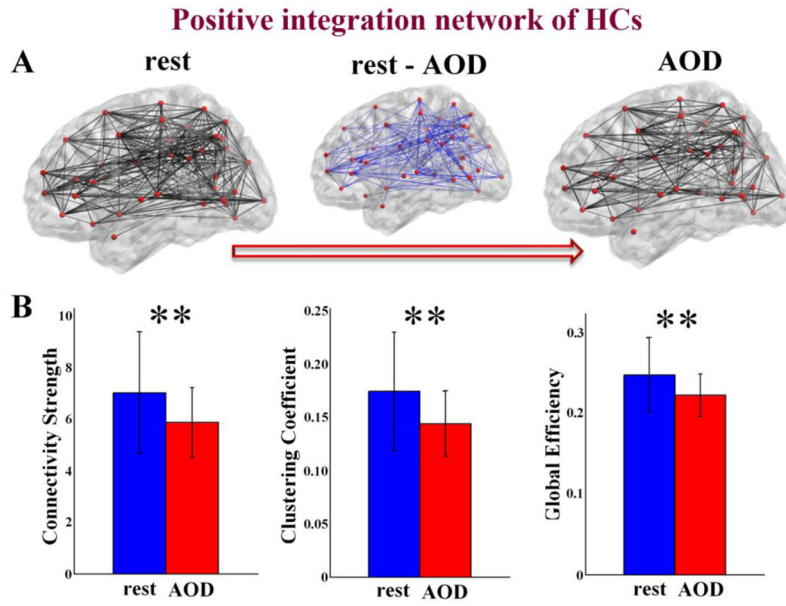 Positive integration network of HCs
A
rest
rest - AOD
AOD
B
**
**
**
Connectivity Strength
10
8
6
4
2
0
rest AOD
Clustering Coefficient
0.25
0.20
0.15
0.10
0.05
0
rest AOD
Global Efficiency
0.3
0.2
0.1
0
rest AOD